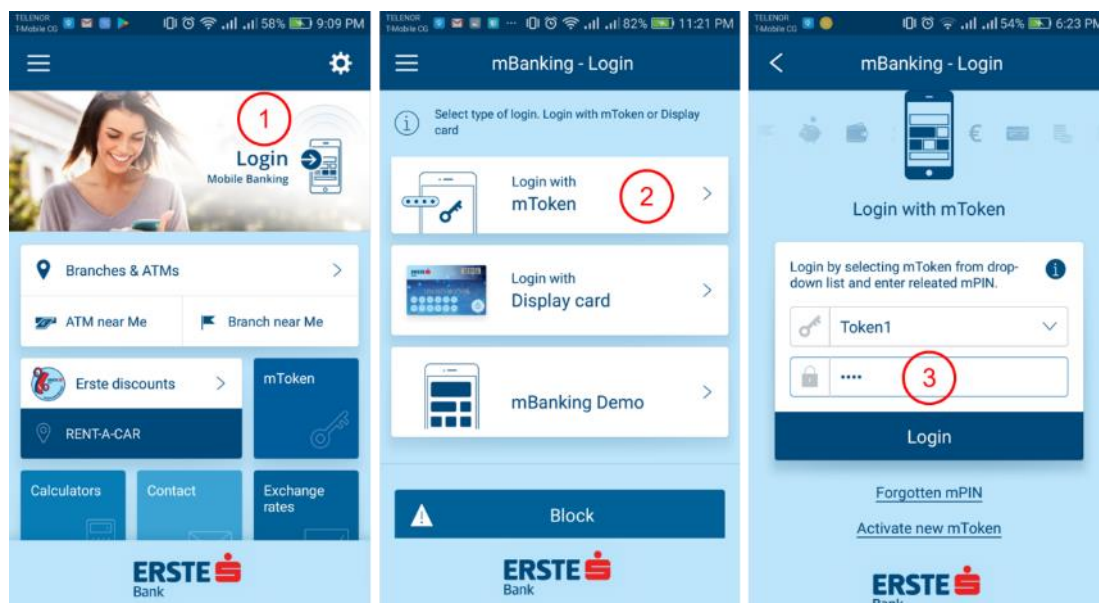 TELENOR
T-Mobile CG
58% 9:09 PM
1
Login
Mobile Banking
Branches & ATMs
ATM near Me
Branch near Me
Erste discounts
mToken
RENT-A-CAR
Calculators
Contact
Exchange
rates
ERSTE
Bank
TELENOR
T-Mobile CG
82% 11:21 PM
mBanking - Login
Select type of login. Login with mToken or Display
card
Login with
mToken
2
Login with
Display card
mBanking Demo
Block
ERSTE
Bank
TELENOR
T-Mobile CG
54% 6:23 PM
mBanking - Login
Login with mToken
Login by selecting mToken from drop-
down list and enter releated mPIN.
Token1
••••
3
Login
Forgotten mPIN
Activate new mToken
ERSTE
Bank